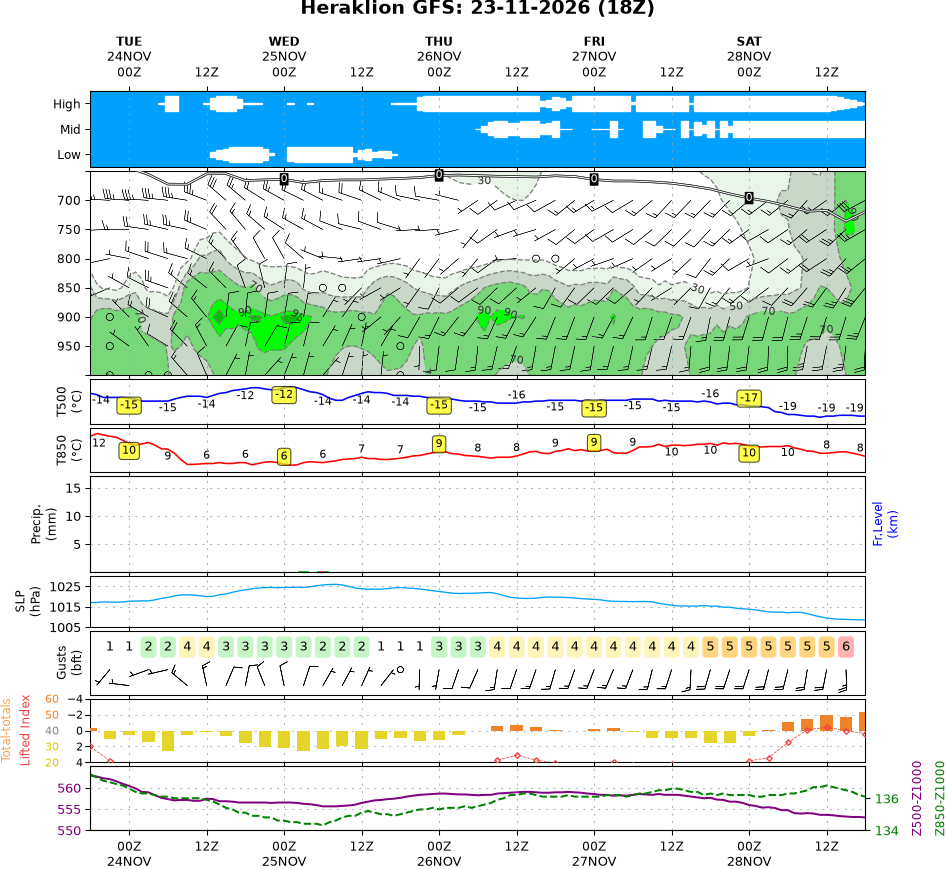 Heraklion GFS: 23-11-2026 (18Z)
TUE WED THU FRI SAT
24NOV 25NOV 26NOV 27NOV 28NOV
00Z 12Z 00Z 12Z 00Z 12Z 00Z 12Z 00Z 12Z
High
Mid
Low
0 0 0 0
30
700
750
800
850
30
50
70
900
90 90 90
950
70
70
T500 (°C)
-14 -15 -15 -14 -12 -12 -14 -14 -14 -15 -15 -16 -15 -15 -15 -16 -17 -19 -19 -19
T850 (°C)
12 10 9 6 6 6 6 7 7 9 8 8 9 9 9 10 10 10 10 8 8
Precip. (mm)
15
10
5
Fr.Level (km)
SLP (hPa)
1025
1015
1005
Gusts (bft)
1 1 2 2 4 4 3 3 3 3 3 2 2 2 1 1 1 3 3 3 4 4 4 4 4 4 4 4 4 4 4 5 5 5 5 5 5 5 6
Total-totals
Lifted Index
60 −4
50 −2
40 0
30 2
20 4
560
555
550
136
134
Z500-Z1000
Z850-Z1000
00Z 12Z 00Z 12Z 00Z 12Z 00Z 12Z 00Z 12Z
24NOV 25NOV 26NOV 27NOV 28NOV